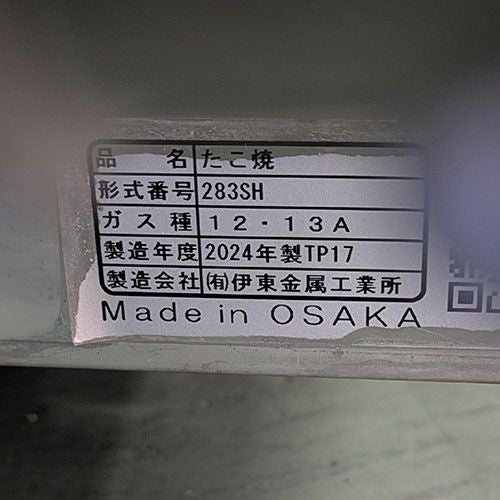 品 名 たこ焼
形式番号 283SH
ガス種 12・13A
製造年度 2024年製TP17
製造会社 ㈲伊東金属工業所
Made in OSAKA